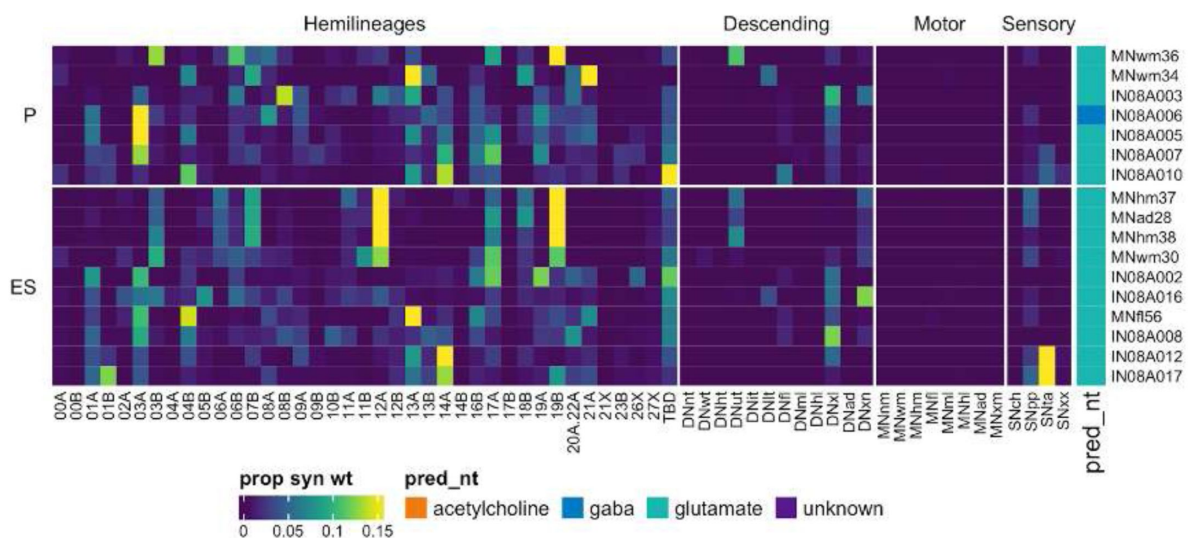 Hemilineages Descending Motor Sensory
P
MNwm36
MNwm34
IN08A003
IN08A006
IN08A005
IN08A007
IN08A010
ES
MNhm37
MNad28
MNhm38
MNwm30
IN08A002
IN08A016
MNfl56
IN08A008
IN08A012
IN08A017
00A
00B
01A
01B
02A
03A
03B
04A
04B
05B
06A
06B
07B
08A
08B
09A
09B
10B
11A
11B
12A
12B
13A
13B
14A
14B
16B
17A
17B
18B
19A
19B
20A.22A
21A
21X
23B
26X
27X
TBD
DNnt
DNwt
DNht
DNut
DNit
DNlt
DNfl
DNml
DNhl
DNxl
DNad
DNxn
MNnm
MNwm
MNhm
MNfl
MNml
MNhl
MNad
MNxm
SNch
SNpp
SNta
SNxx
pred_nt
prop syn wt
0 0.05 0.1 0.15
pred_nt
acetylcholine gaba glutamate unknown